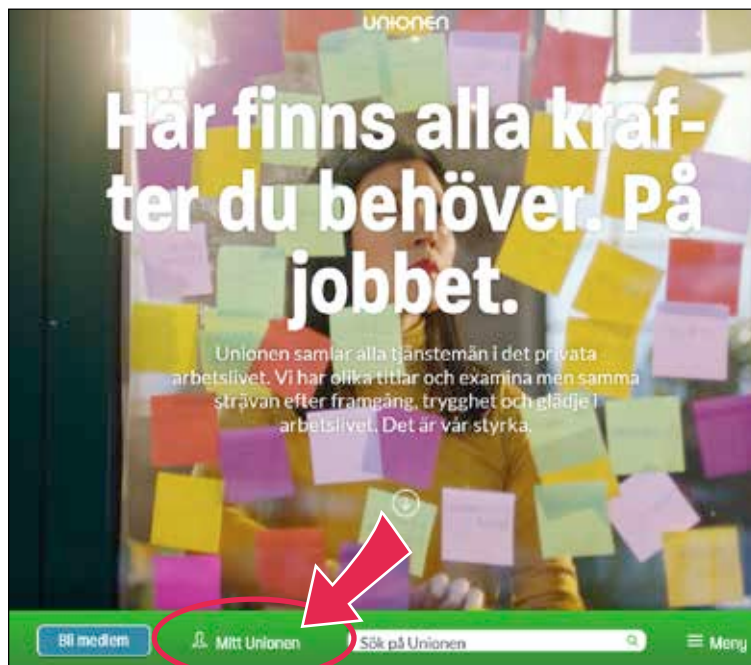 UNIONEN
Här finns alla kraf-
ter du behöver. På
jobbet.
Unionen samlar alla tjänstemän i det privata
arbetslivet. Vi har olika titlar och examina men samma
strävan efter framgång, trygghet och glädje i
arbetslivet. Det är vår styrka.
Bli medlem Mitt Unionen Sök på Unionen Meny